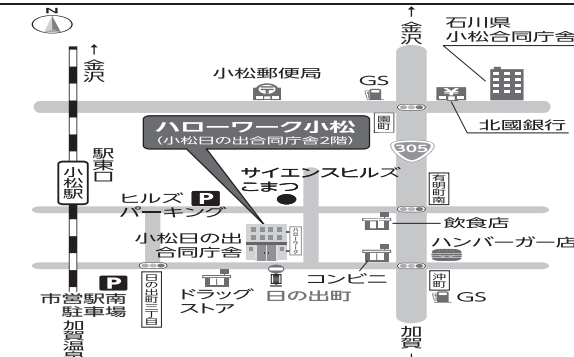 N
↑
金沢
↑
金沢
石川県
小松合同庁舎
小松郵便局
GS
北國銀行
園町
ハローワーク小松
(小松日の出合同庁舎2階)
305
駅東口
小松駅
サイエンスヒルズ
こまつ
ヒルズ
パーキング
P
有明町南
飲食店
小松日の出
合同庁舎
ハローワーク
ハンバーガー店
コンビニ
日の出町
沖町
GS
P
市営駅南
駐車場
日の出町三丁目
ドラッグ
ストア
加賀温泉
加賀